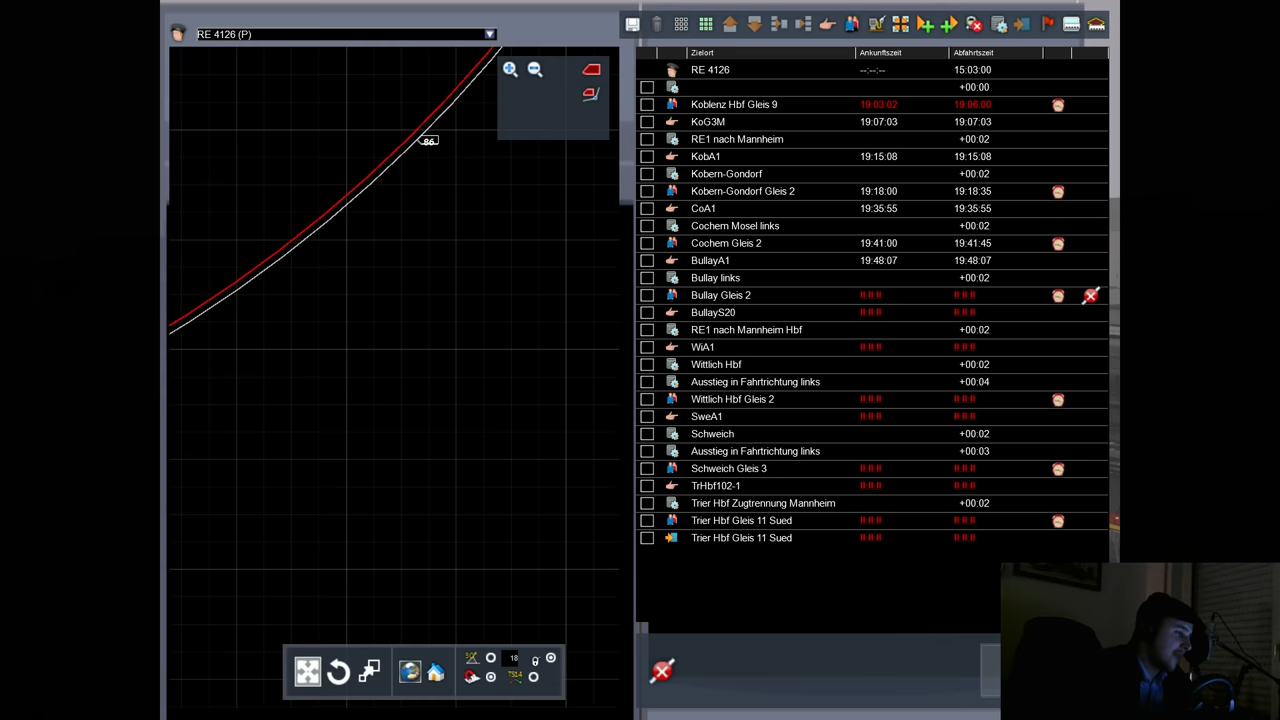 RE 4126 (P)
86
18
Zielort Ankunftszeit Abfahrtszeit
RE 4126 --:--:-- 15:03:00
+00:00
Koblenz Hbf Gleis 9 19:03:02 19:06:00
KoG3M 19:07:03 19:07:03
RE1 nach Mannheim +00:02
KobA1 19:15:08 19:15:08
Kobern-Gondorf +00:02
Kobern-Gondorf Gleis 2 19:18:00 19:18:35
CoA1 19:35:55 19:35:55
Cochem Mosel links +00:02
Cochem Gleis 2 19:41:00 19:41:45
BullayA1 19:48:07 19:48:07
Bullay links +00:02
Bullay Gleis 2 !!:!!:!! !!:!!:!!
BullayS20 !!:!!:!! !!:!!:!!
RE1 nach Mannheim Hbf +00:02
WiA1 !!:!!:!! !!:!!:!!
Wittlich Hbf +00:02
Ausstieg in Fahrtrichtung links +00:04
Wittlich Hbf Gleis 2 !!:!!:!! !!:!!:!!
SweA1 !!:!!:!! !!:!!:!!
Schweich +00:02
Ausstieg in Fahrtrichtung links +00:03
Schweich Gleis 3 !!:!!:!! !!:!!:!!
TrHbf102-1 !!:!!:!! !!:!!:!!
Trier Hbf Zugtrennung Mannheim +00:02
Trier Hbf Gleis 11 Sued !!:!!:!! !!:!!:!!
Trier Hbf Gleis 11 Sued !!:!!:!! !!:!!:!!